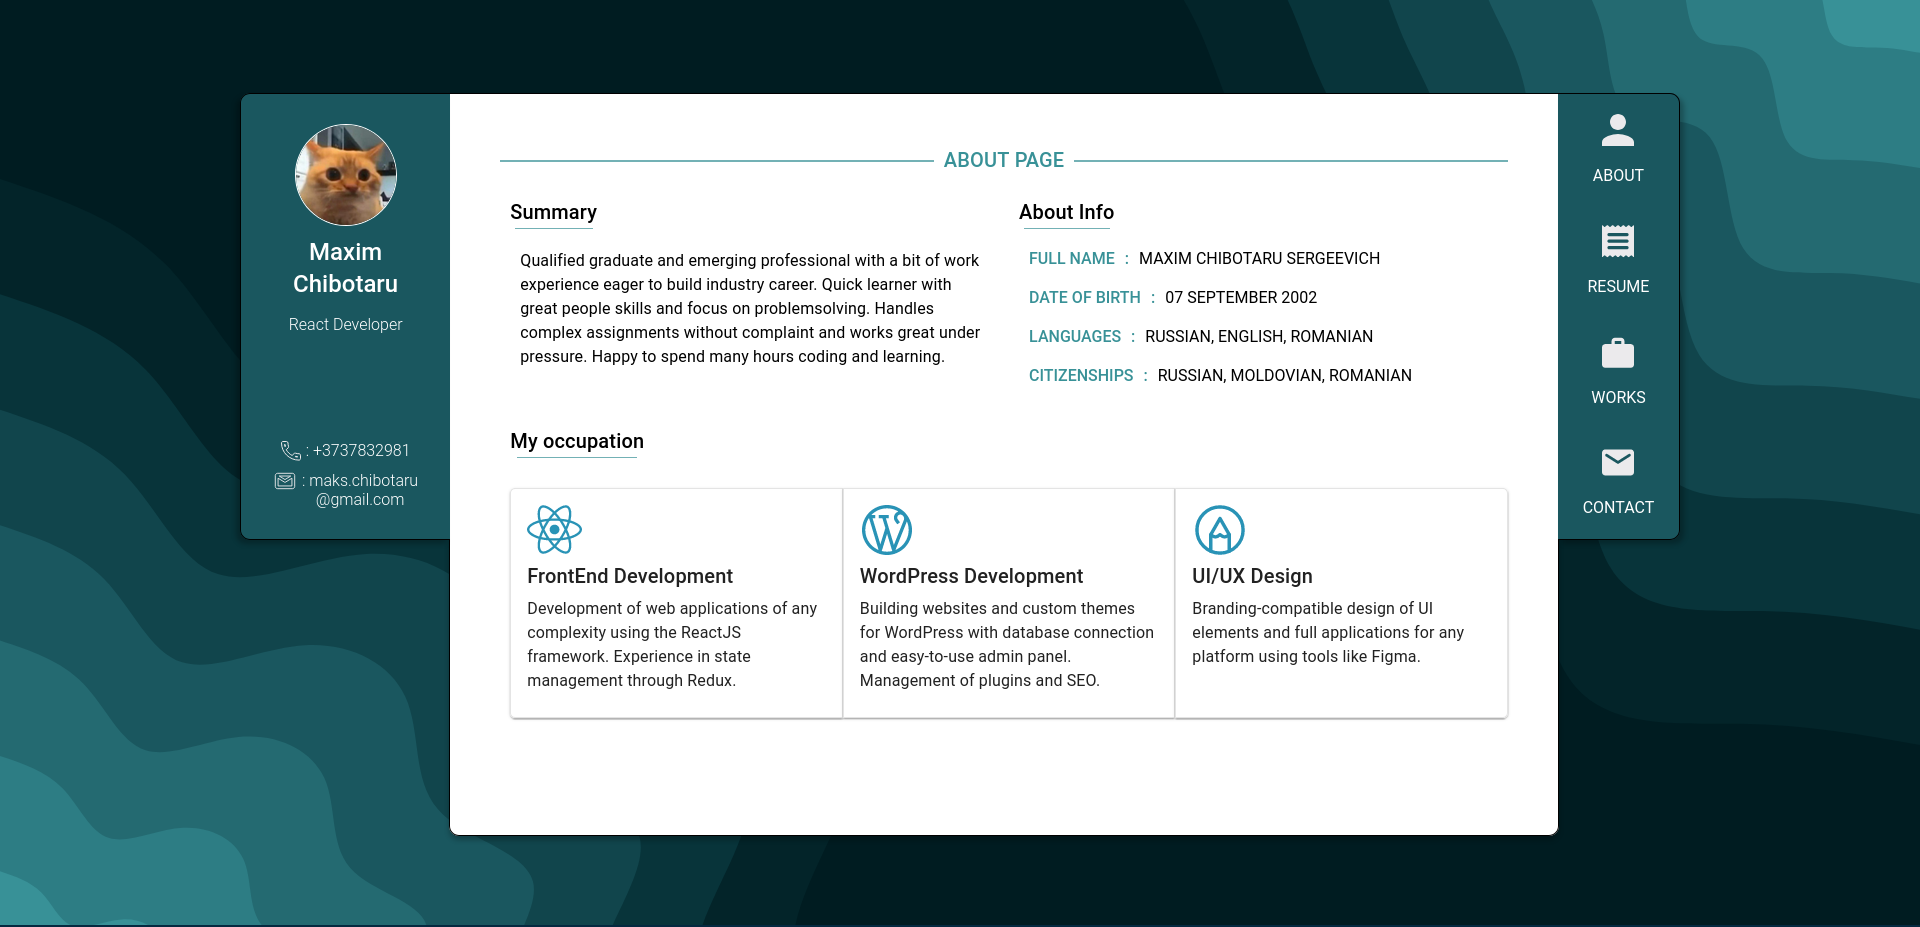 Maxim
Chibotaru
React Developer
: +3737832981
: maks.chibotaru
@gmail.com
ABOUT PAGE
Summary
Qualified graduate and emerging professional with a bit of work
experience eager to build industry career. Quick learner with
great people skills and focus on problemsolving. Handles
complex assignments without complaint and works great under
pressure. Happy to spend many hours coding and learning.
About Info
FULL NAME : MAXIM CHIBOTARU SERGEEVICH
DATE OF BIRTH : 07 SEPTEMBER 2002
LANGUAGES : RUSSIAN, ENGLISH, ROMANIAN
CITIZENSHIPS : RUSSIAN, MOLDOVIAN, ROMANIAN
My occupation
FrontEnd Development
Development of web applications of any
complexity using the ReactJS
framework. Experience in state
management through Redux.
WordPress Development
Building websites and custom themes
for WordPress with database connection
and easy-to-use admin panel.
Management of plugins and SEO.
UI/UX Design
Branding-compatible design of UI
elements and full applications for any
platform using tools like Figma.
ABOUT
RESUME
WORKS
CONTACT